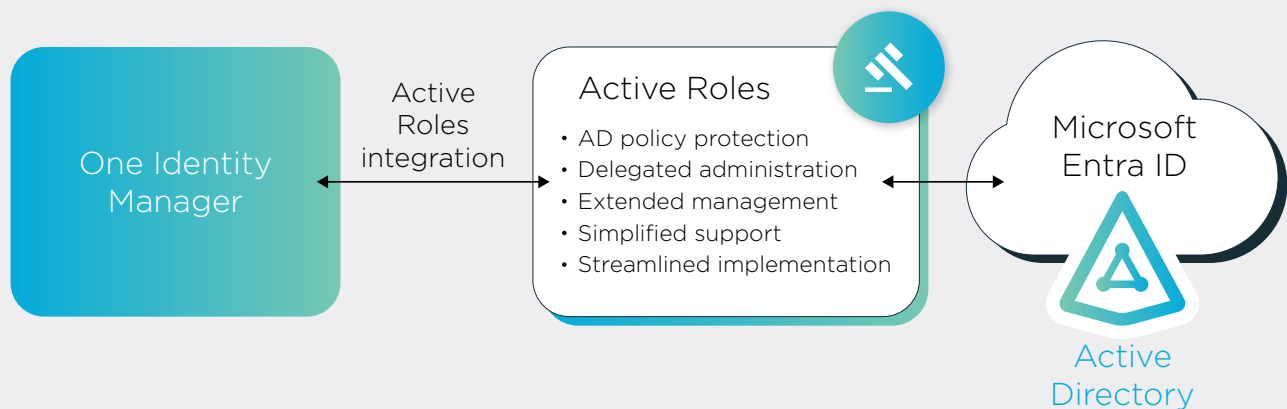 One Identity
Manager
Active
Roles
integration
Active Roles
• AD policy protection
• Delegated administration
• Extended management
• Simplified support
• Streamlined implementation
Microsoft
Entra ID
Active
Directory